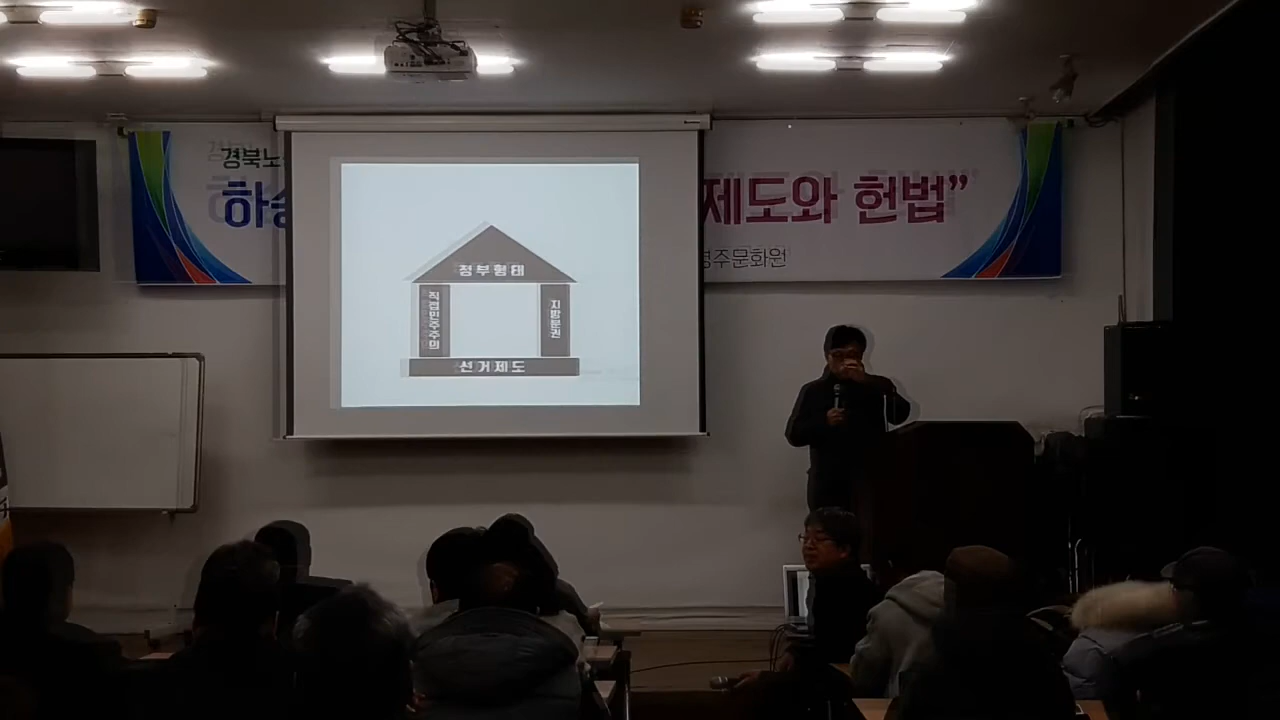 경북노
하승
제도와 헌법”
경주문화원
정부형태
직접민주주의
지방분권
선거제도